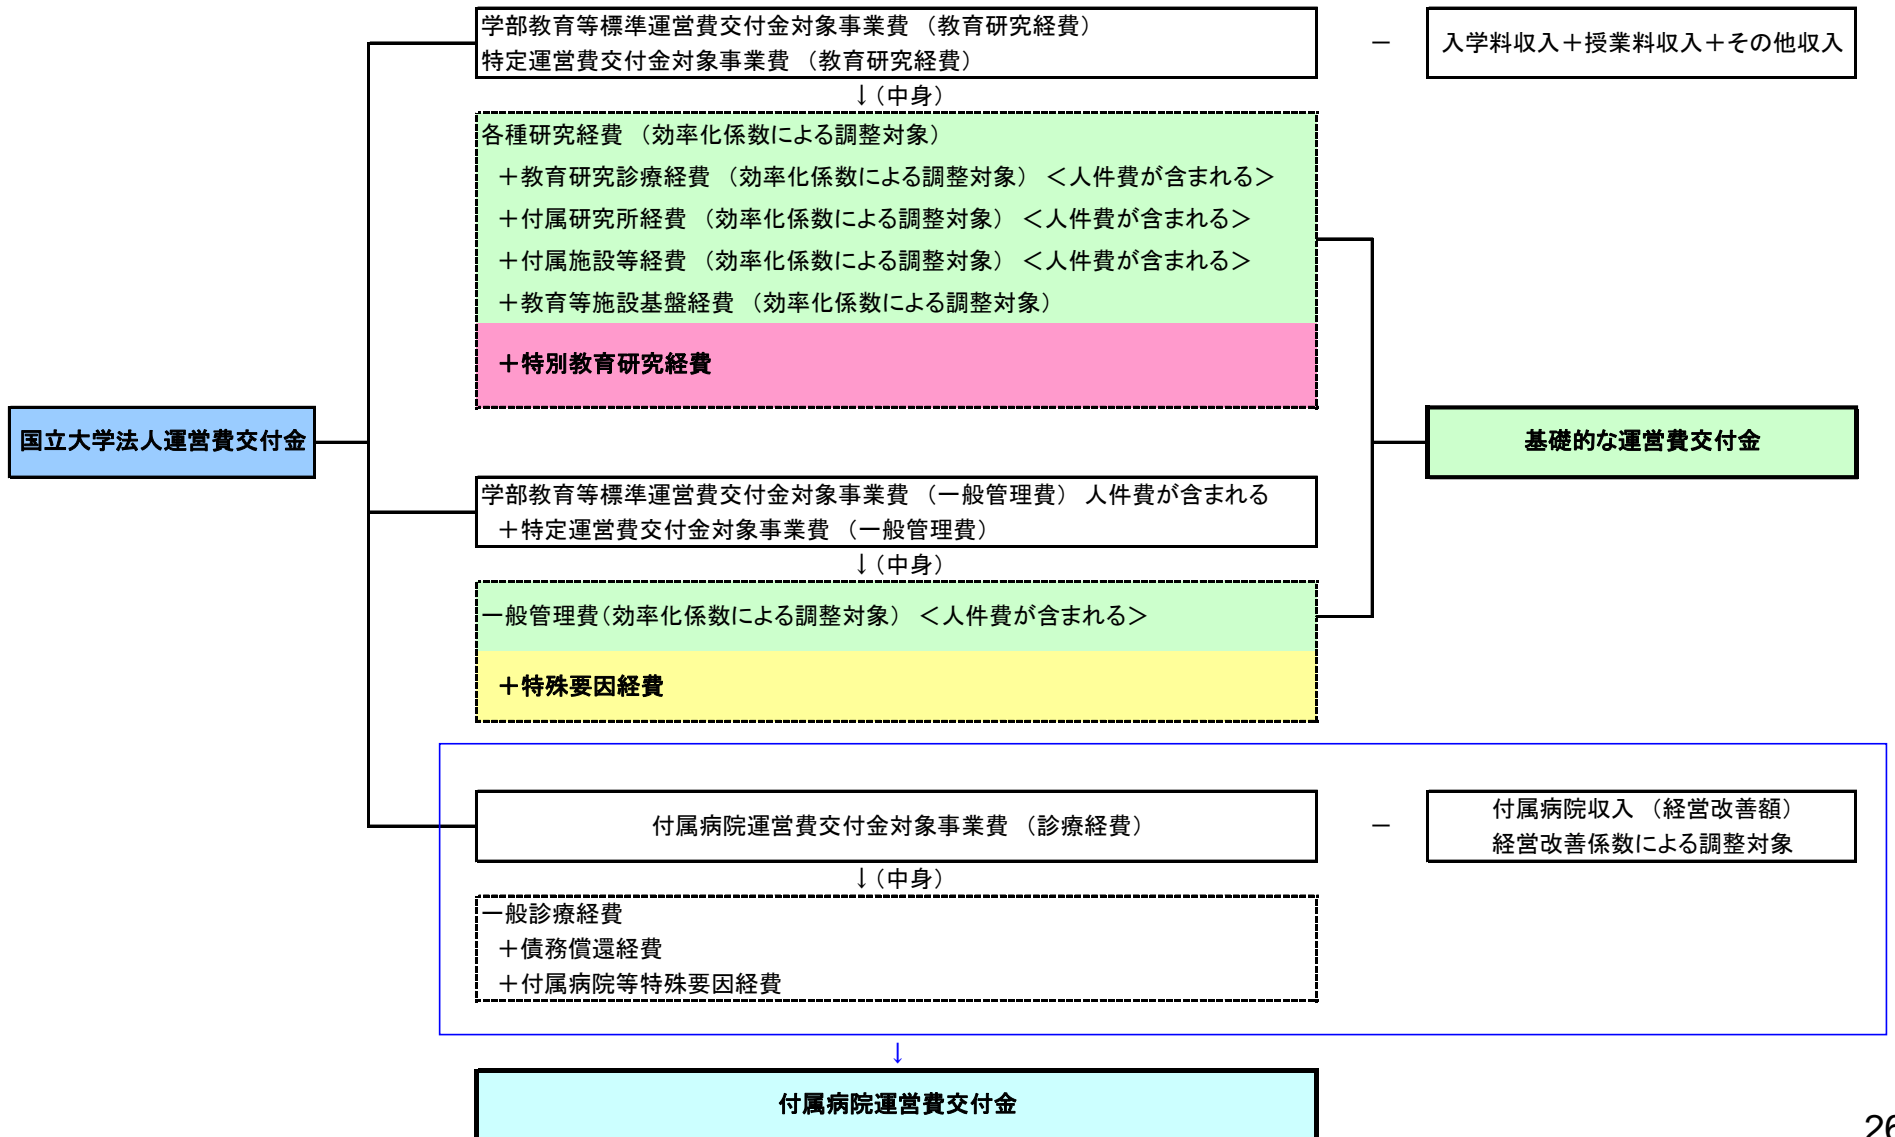 学部教育等標準運営費交付金対象事業費 （教育研究経費）
特定運営費交付金対象事業費 （教育研究経費）
－
入学料収入＋授業料収入＋その他収入
↓（中身）
各種研究経費 （効率化係数による調整対象）
＋教育研究診療経費 （効率化係数による調整対象） ＜人件費が含まれる＞
＋付属研究所経費 （効率化係数による調整対象） ＜人件費が含まれる＞
＋付属施設等経費 （効率化係数による調整対象） ＜人件費が含まれる＞
＋教育等施設基盤経費 （効率化係数による調整対象）
＋特別教育研究経費
国立大学法人運営費交付金
基礎的な運営費交付金
学部教育等標準運営費交付金対象事業費 （一般管理費） 人件費が含まれる
＋特定運営費交付金対象事業費 （一般管理費）
↓（中身）
一般管理費（効率化係数による調整対象） ＜人件費が含まれる＞
＋特殊要因経費
付属病院運営費交付金対象事業費 （診療経費）
－
付属病院収入 （経営改善額）
経営改善係数による調整対象
↓（中身）
一般診療経費
＋債務償還経費
＋付属病院等特殊要因経費
↓
付属病院運営費交付金
26